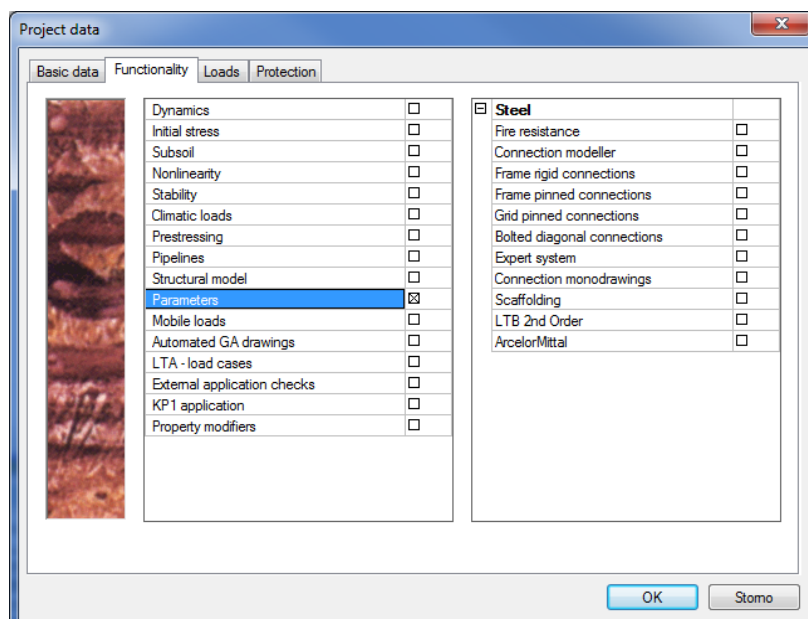 Project data
Basic data Functionality Loads Protection
Dynamics
Initial stress
Subsoil
Nonlinearity
Stability
Climatic loads
Prestressing
Pipelines
Structural model
Parameters
Mobile loads
Automated GA drawings
LTA - load cases
External application checks
KP1 application
Property modifiers
Steel
Fire resistance
Connection modeller
Frame rigid connections
Frame pinned connections
Grid pinned connections
Bolted diagonal connections
Expert system
Connection monodrawings
Scaffolding
LTB 2nd Order
ArcelorMittal
OK Storno